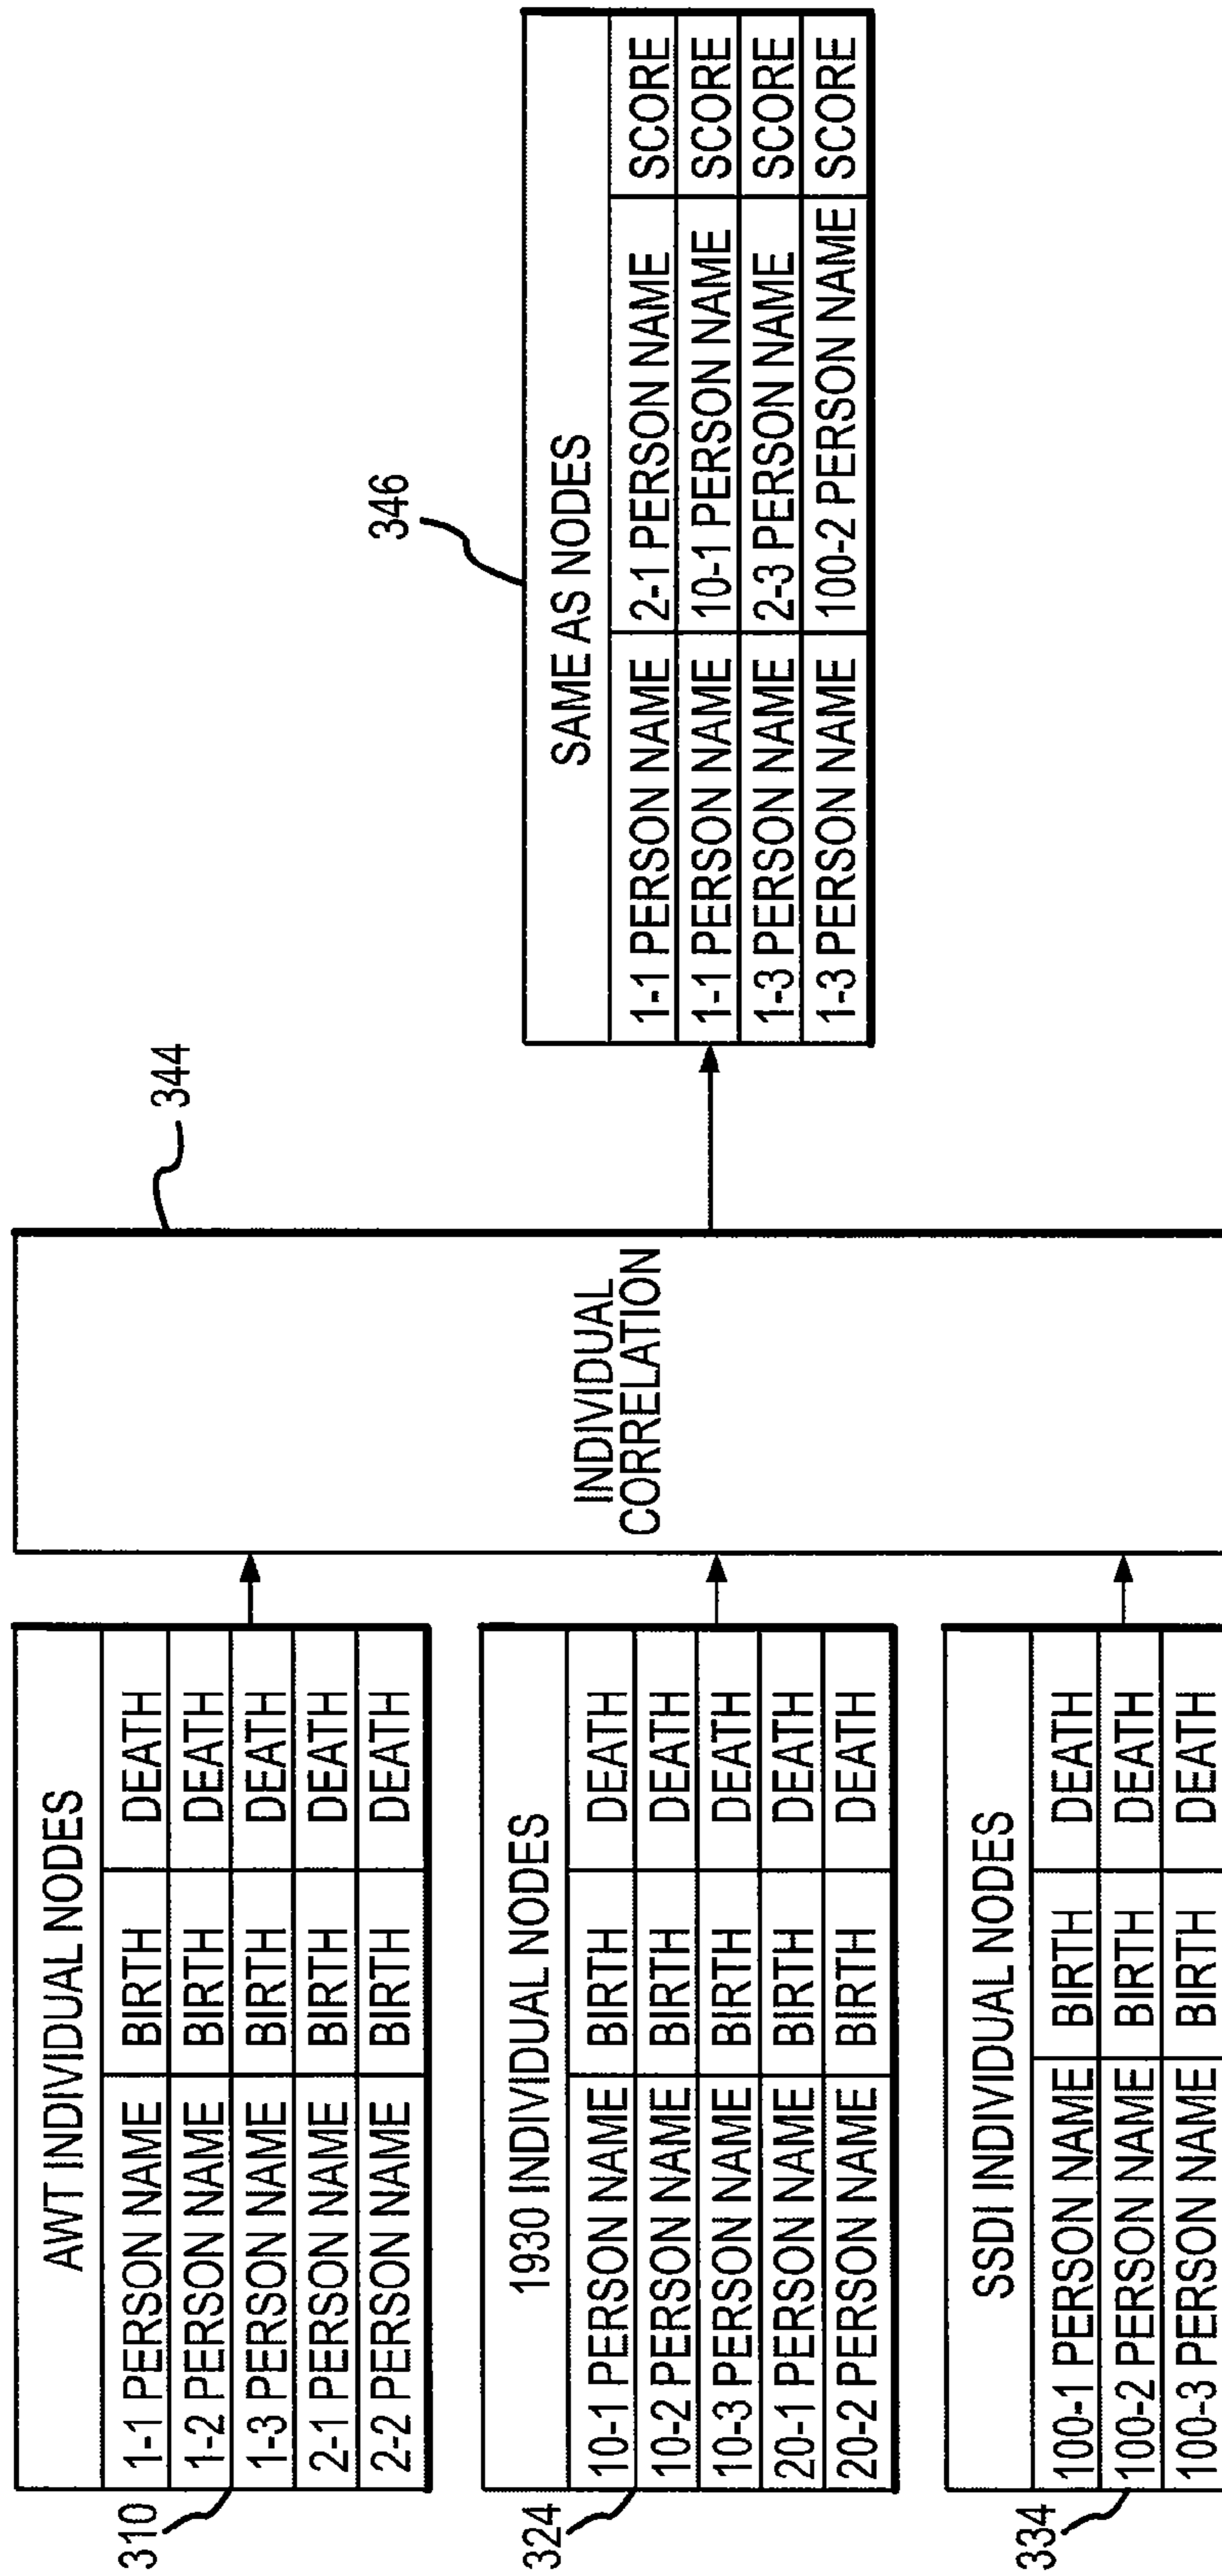 310
AWT INDIVIDUAL NODES
1-1 PERSON NAME BIRTH DEATH
1-2 PERSON NAME BIRTH DEATH
1-3 PERSON NAME BIRTH DEATH
2-1 PERSON NAME BIRTH DEATH
2-2 PERSON NAME BIRTH DEATH
324
1930 INDIVIDUAL NODES
10-1 PERSON NAME BIRTH DEATH
10-2 PERSON NAME BIRTH DEATH
10-3 PERSON NAME BIRTH DEATH
20-1 PERSON NAME BIRTH DEATH
20-2 PERSON NAME BIRTH DEATH
334
SSDI INDIVIDUAL NODES
100-1 PERSON NAME BIRTH DEATH
100-2 PERSON NAME BIRTH DEATH
100-3 PERSON NAME BIRTH DEATH
344
INDIVIDUAL
CORRELATION
346
SAME AS NODES
1-1 PERSON NAME 2-1 PERSON NAME SCORE
1-1 PERSON NAME 10-1 PERSON NAME SCORE
1-3 PERSON NAME 2-3 PERSON NAME SCORE
1-3 PERSON NAME 100-2 PERSON NAME SCORE